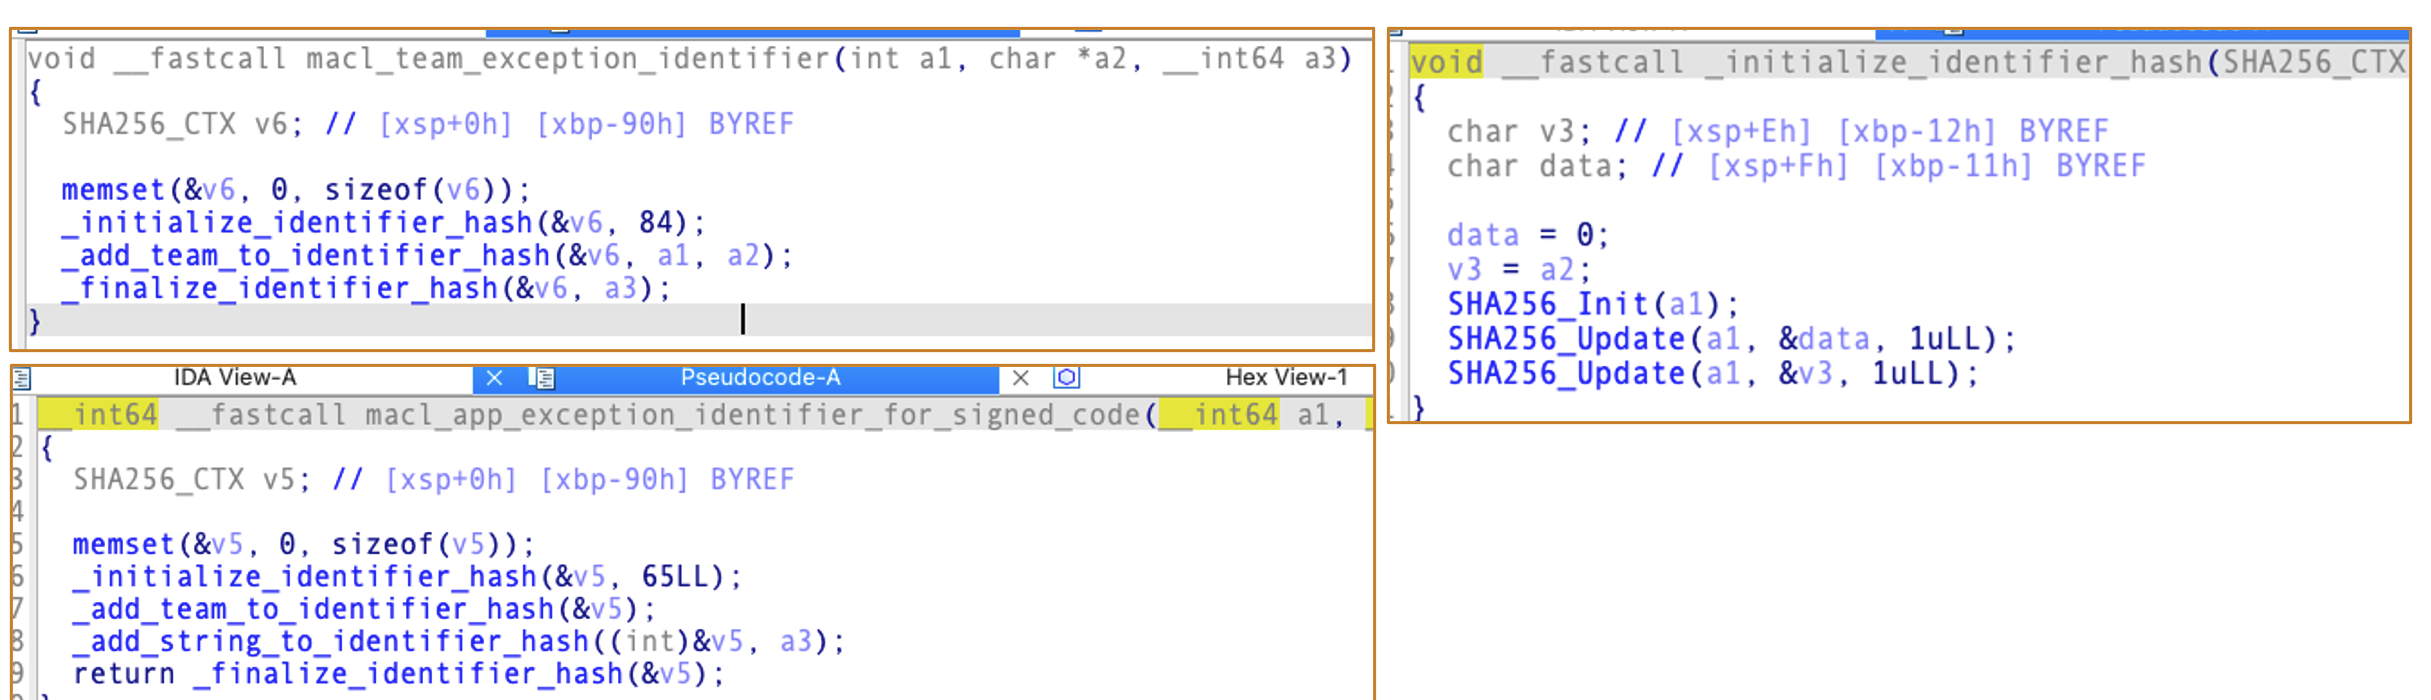 void __fastcall macl_team_exception_identifier(int a1, char *a2, __int64 a3)
{
SHA256_CTX v6; // [xsp+0h] [xbp-90h] BYREF
memset(&v6, 0, sizeof(v6));
_initialize_identifier_hash(&v6, 84);
_add_team_to_identifier_hash(&v6, a1, a2);
_finalize_identifier_hash(&v6, a3);
}
IDA View-A Pseudocode-A Hex View-1
1 __int64 __fastcall macl_app_exception_identifier_for_signed_code(__int64 a1,
2 {
3 SHA256_CTX v5; // [xsp+0h] [xbp-90h] BYREF
4
5 memset(&v5, 0, sizeof(v5));
6 _initialize_identifier_hash(&v5, 65LL);
7 _add_team_to_identifier_hash(&v5);
8 _add_string_to_identifier_hash((int)&v5, a3);
9 return _finalize_identifier_hash(&v5);
void __fastcall _initialize_identifier_hash(SHA256_CTX
{
char v3; // [xsp+Eh] [xbp-12h] BYREF
char data; // [xsp+Fh] [xbp-11h] BYREF
data = 0;
v3 = a2;
SHA256_Init(a1);
SHA256_Update(a1, &data, 1uLL);
SHA256_Update(a1, &v3, 1uLL);
}